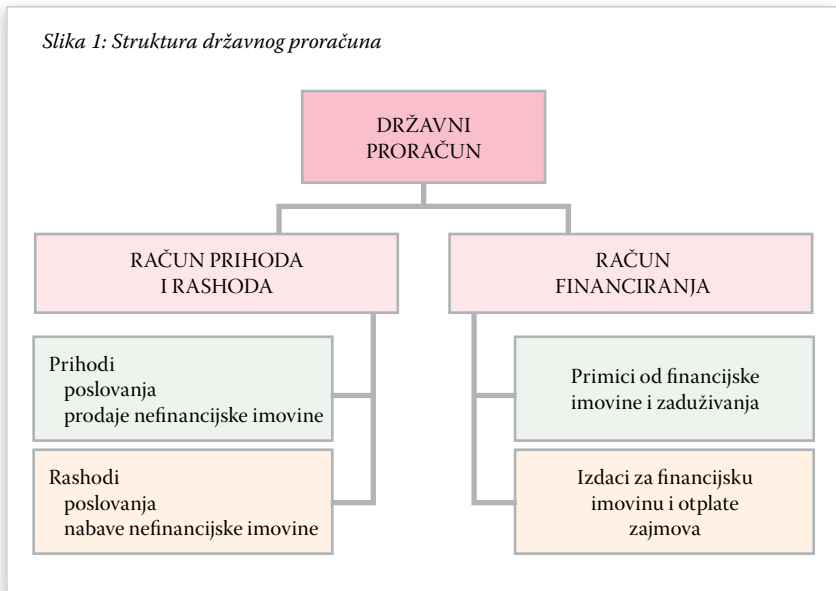 Slika 1: Struktura državnog proračuna
DRŽAVNI
PRORAČUN
RAČUN PRIHODA
I RASHODA
RAČUN
FINANCIRANJA
Prihodi
poslovanja
prodaje nefinancijske imovine
Primici od financijske
imovine i zaduživanja
Rashodi
poslovanja
nabave nefinancijske imovine
Izdaci za financijsku
imovinu i otplate
zajmova